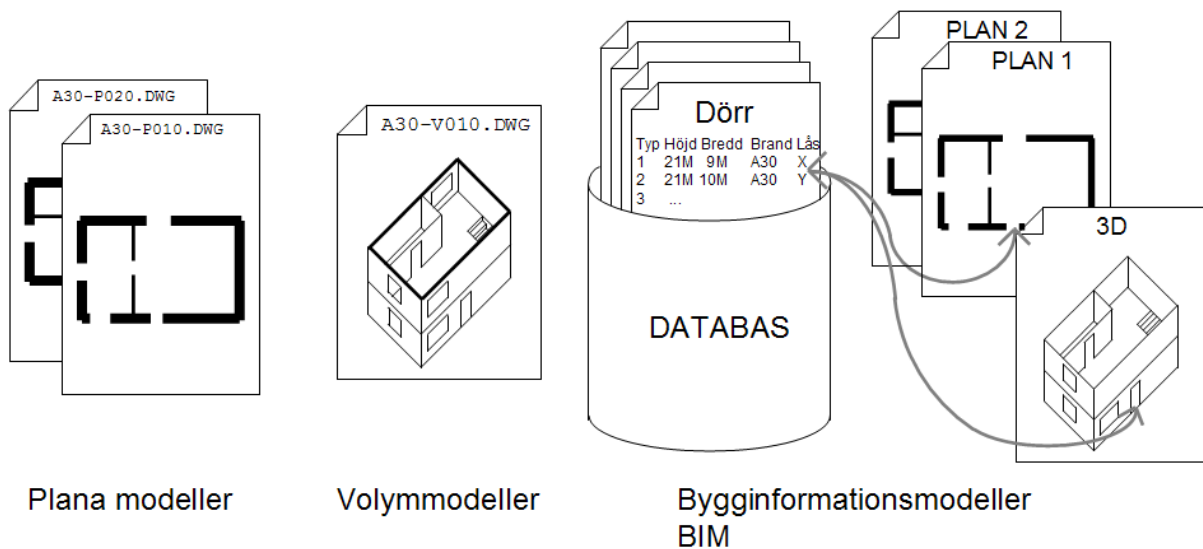 A30-P020.DWG
A30-P010.DWG
Plana modeller
A30-V010.DWG
Volymmodeller
Dörr
Typ Höjd Bredd Brand Lås
1 21M 9M A30 X
2 21M 10M A30 Y
3 ...
DATABAS
PLAN 2
PLAN 1
3D
Bygginformationsmodeller
BIM